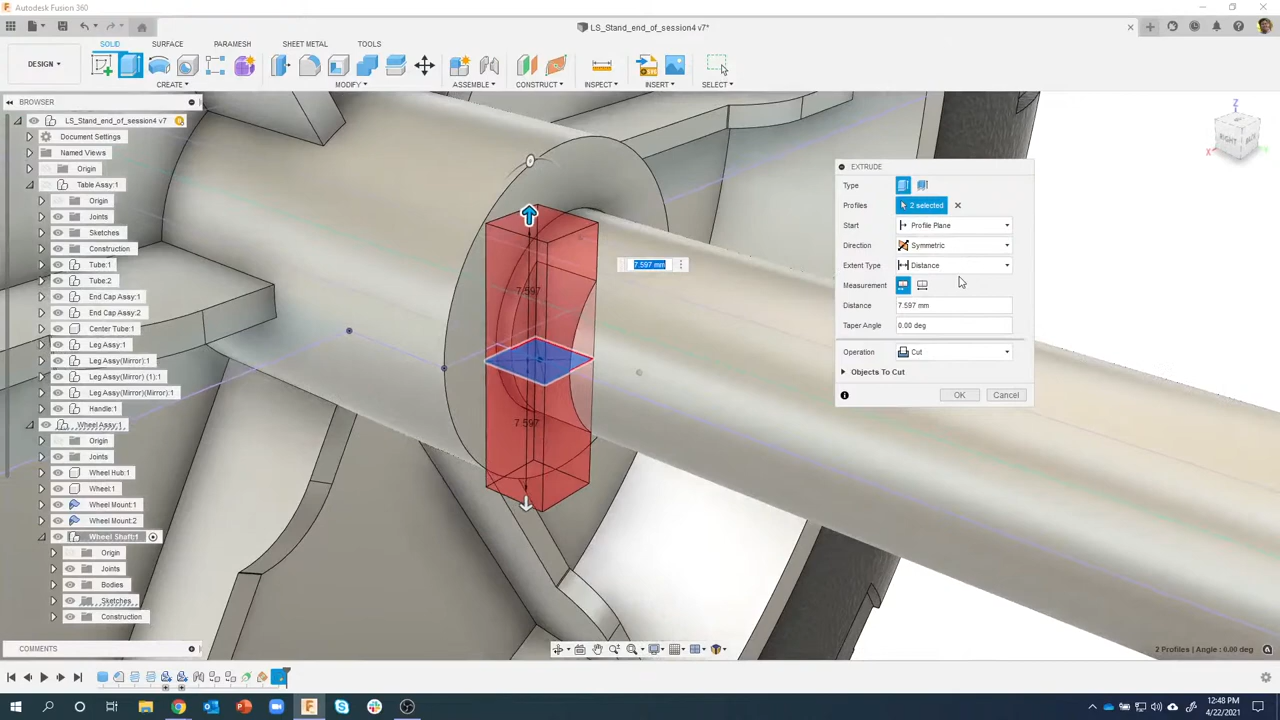 Autodesk Fusion 360
LS_Stand_end_of_session4 v7*
DESIGN
SOLID SURFACE PARAMESH SHEET METAL TOOLS
CREATE MODIFY ASSEMBLE CONSTRUCT INSPECT INSERT SELECT
BROWSER
LS_Stand_end_of_session4 v7
Document Settings
Named Views
Origin
Table Assy:1
Origin
Joints
Sketches
Construction
Tube:1
Tube:2
End Cap Assy:1
End Cap Assy:2
Center Tube:1
Leg Assy:1
Leg Assy(Mirror):1
Leg Assy(Mirror) (1):1
Leg Assy(Mirror)(Mirror):1
Handle:1
Wheel Assy:1
Origin
Joints
Wheel Hub:1
Wheel:1
Wheel Mount:1
Wheel Mount:2
Wheel Shaft:1
Origin
Joints
Bodies
Sketches
Construction
7.597
7.597
7.597 mm
Z
X
Y
RIGHT
BACK
EXTRUDE
Type
Profiles 2 selected
Start Profile Plane
Direction Symmetric
Extent Type Distance
Measurement
Distance 7.597 mm
Taper Angle 0.00 deg
Operation Cut
Objects To Cut
OK Cancel
COMMENTS
2 Profiles | Angle : 0.00 deg
12:48 PM
4/22/2021